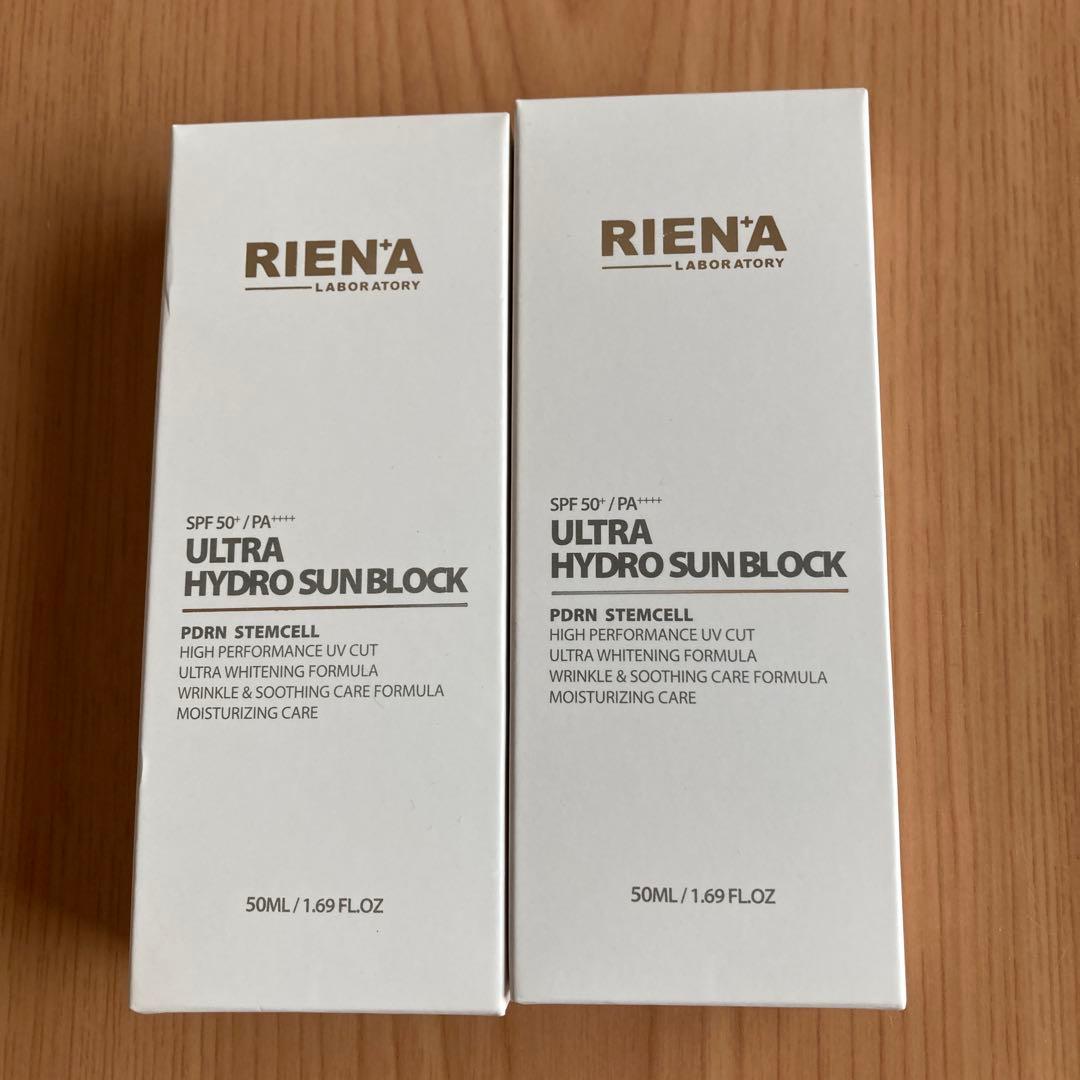 RIEN+A
LABORATORY
SPF 50+ / PA++++
ULTRA
HYDRO SUN BLOCK
PDRN STEMCELL
HIGH PERFORMANCE UV CUT
ULTRA WHITENING FORMULA
WRINKLE & SOOTHING CARE FORMULA
MOISTURIZING CARE
50ML / 1.69 FL.OZ
RIEN+A
LABORATORY
SPF 50+ / PA++++
ULTRA
HYDRO SUN BLOCK
PDRN STEMCELL
HIGH PERFORMANCE UV CUT
ULTRA WHITENING FORMULA
WRINKLE & SOOTHING CARE FORMULA
MOISTURIZING CARE
50ML / 1.69 FL.OZ